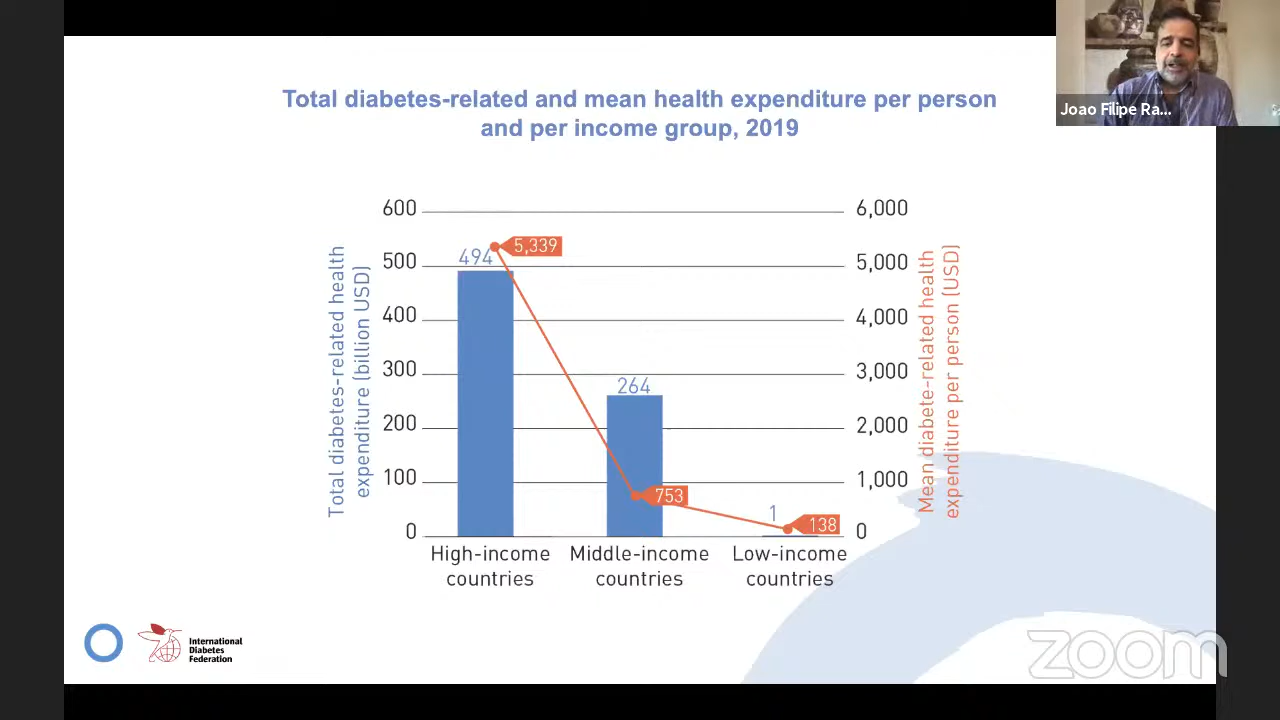 Total diabetes-related and mean health expenditure per person
and per income group, 2019
Joao Filipe Ra...
Total diabetes-related health
expenditure (billion USD)
600
500
400
300
200
100
0
494
5,339
264
753
1
138
6,000
5,000
4,000
3,000
2,000
1,000
0
Mean diabete-related health
expenditure per person (USD)
High-income
countries
Middle-income
countries
Low-income
countries
International
Diabetes
Federation
zoom